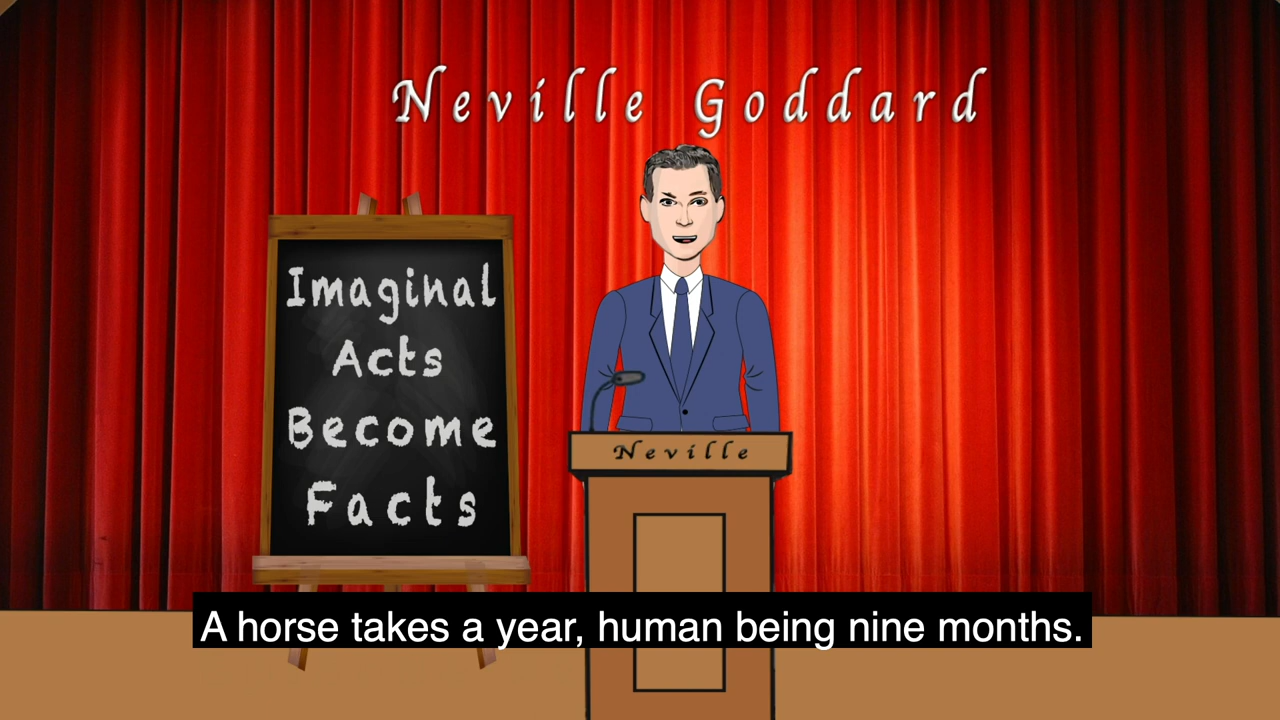 Neville Goddard
Imaginal
Acts
Become
Facts
Neville
A horse takes a year, human being nine months.